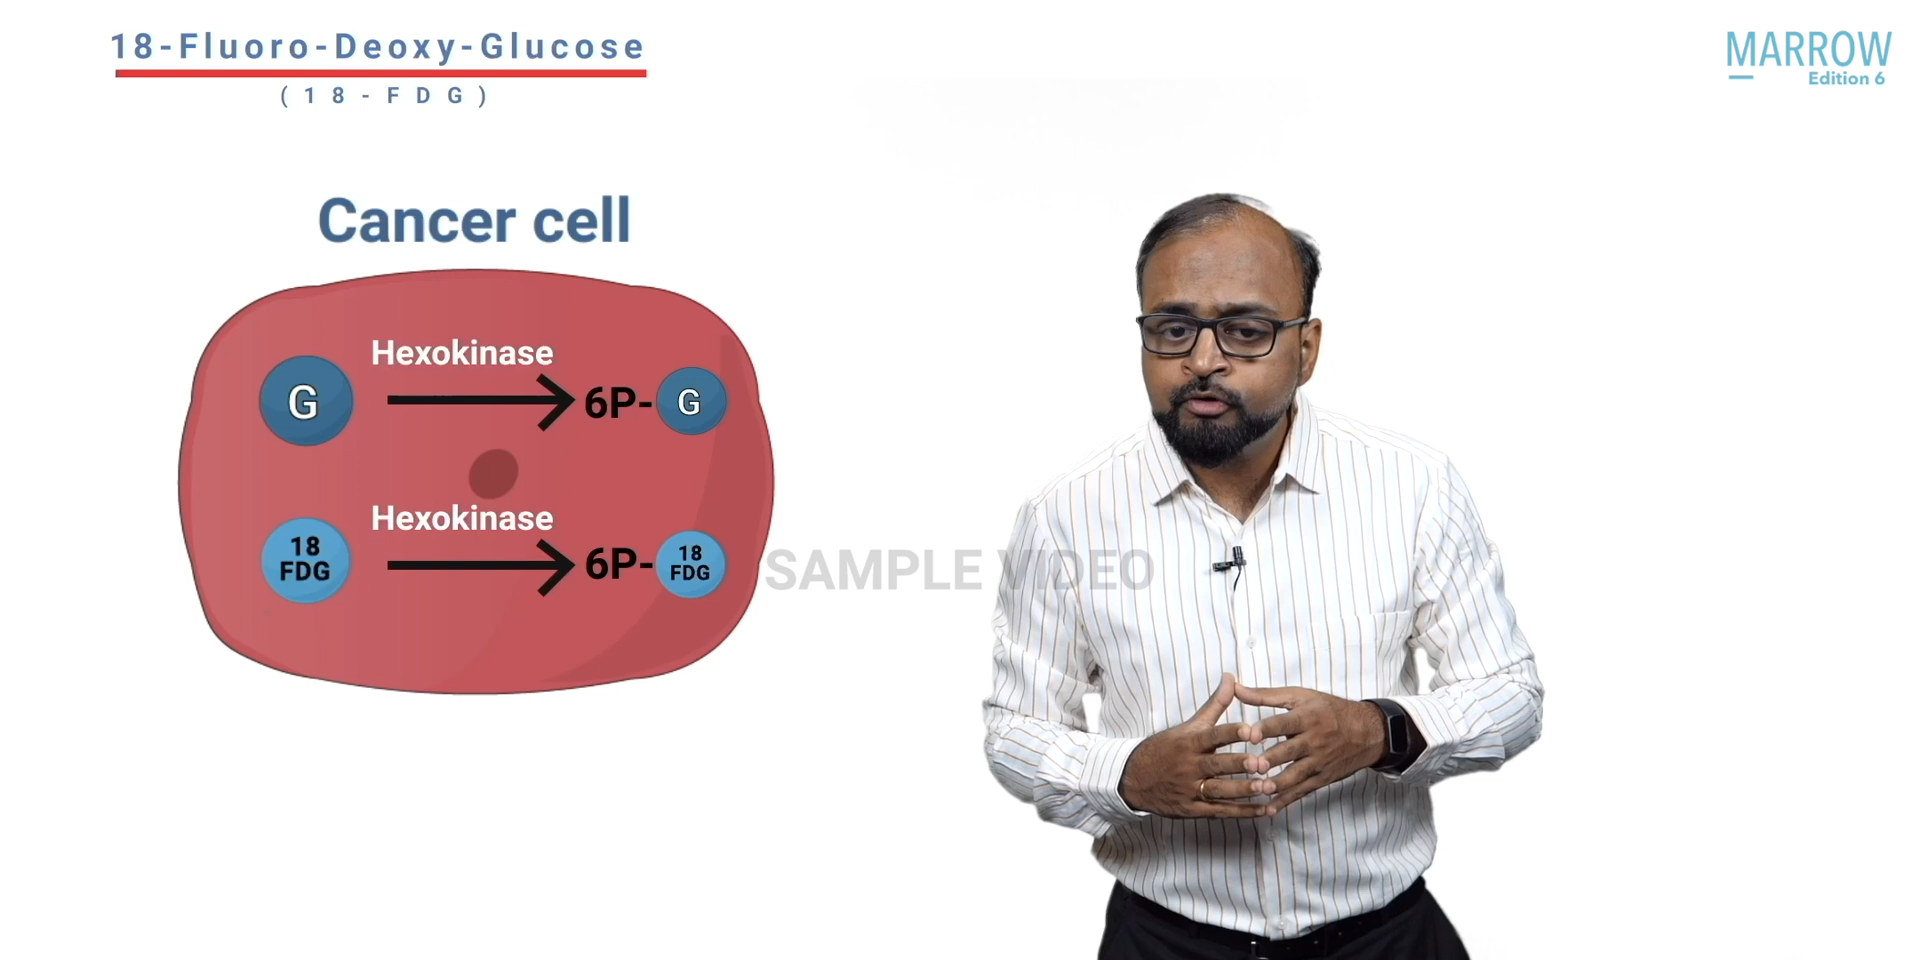 18-Fluoro-Deoxy-Glucose
(18-FDG)
MARROW
Edition 6
Cancer cell
Hexokinase
G
6P-
G
Hexokinase
18
FDG
6P-
18
FDG
SAMPLE VIDEO